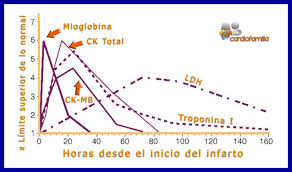 Mioglobina
CK Total
cardiofamilia
CK-MB
LDH
Troponina I
x Límite superior de lo normal
7
6
5
4
3
2
1
0 20 40 60 80 100 120 140 160
Horas desde el inicio del infarto